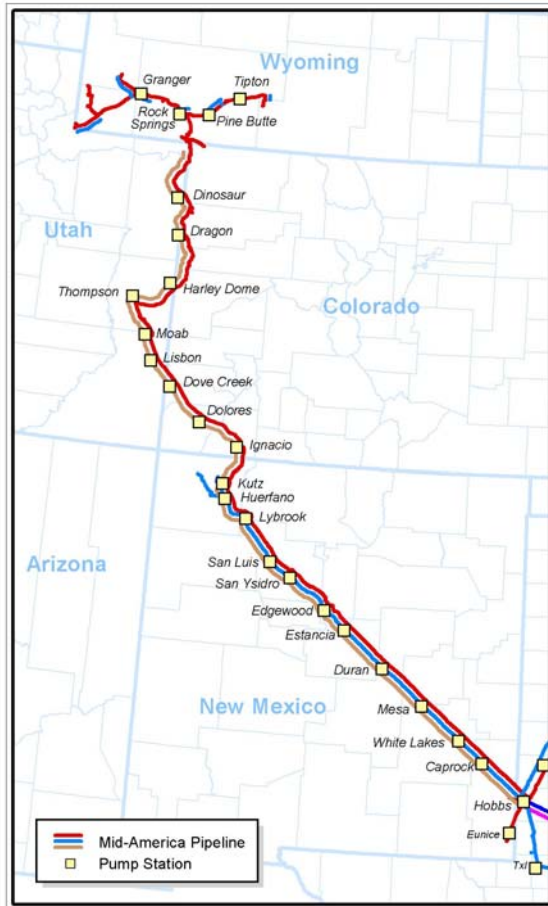 Wyoming
Granger
Tipton
Rock
Springs
Pine Butte
Dinosaur
Utah
Dragon
Harley Dome
Thompson
Colorado
Moab
Lisbon
Dove Creek
Dolores
Ignacio
Kutz
Huerfano
Lybrook
Arizona
San Luis
San Ysidro
Edgewood
Estancia
Duran
New Mexico
Mesa
White Lakes
Caprock
Hobbs
Eunice
Txl
Mid-America Pipeline
Pump Station